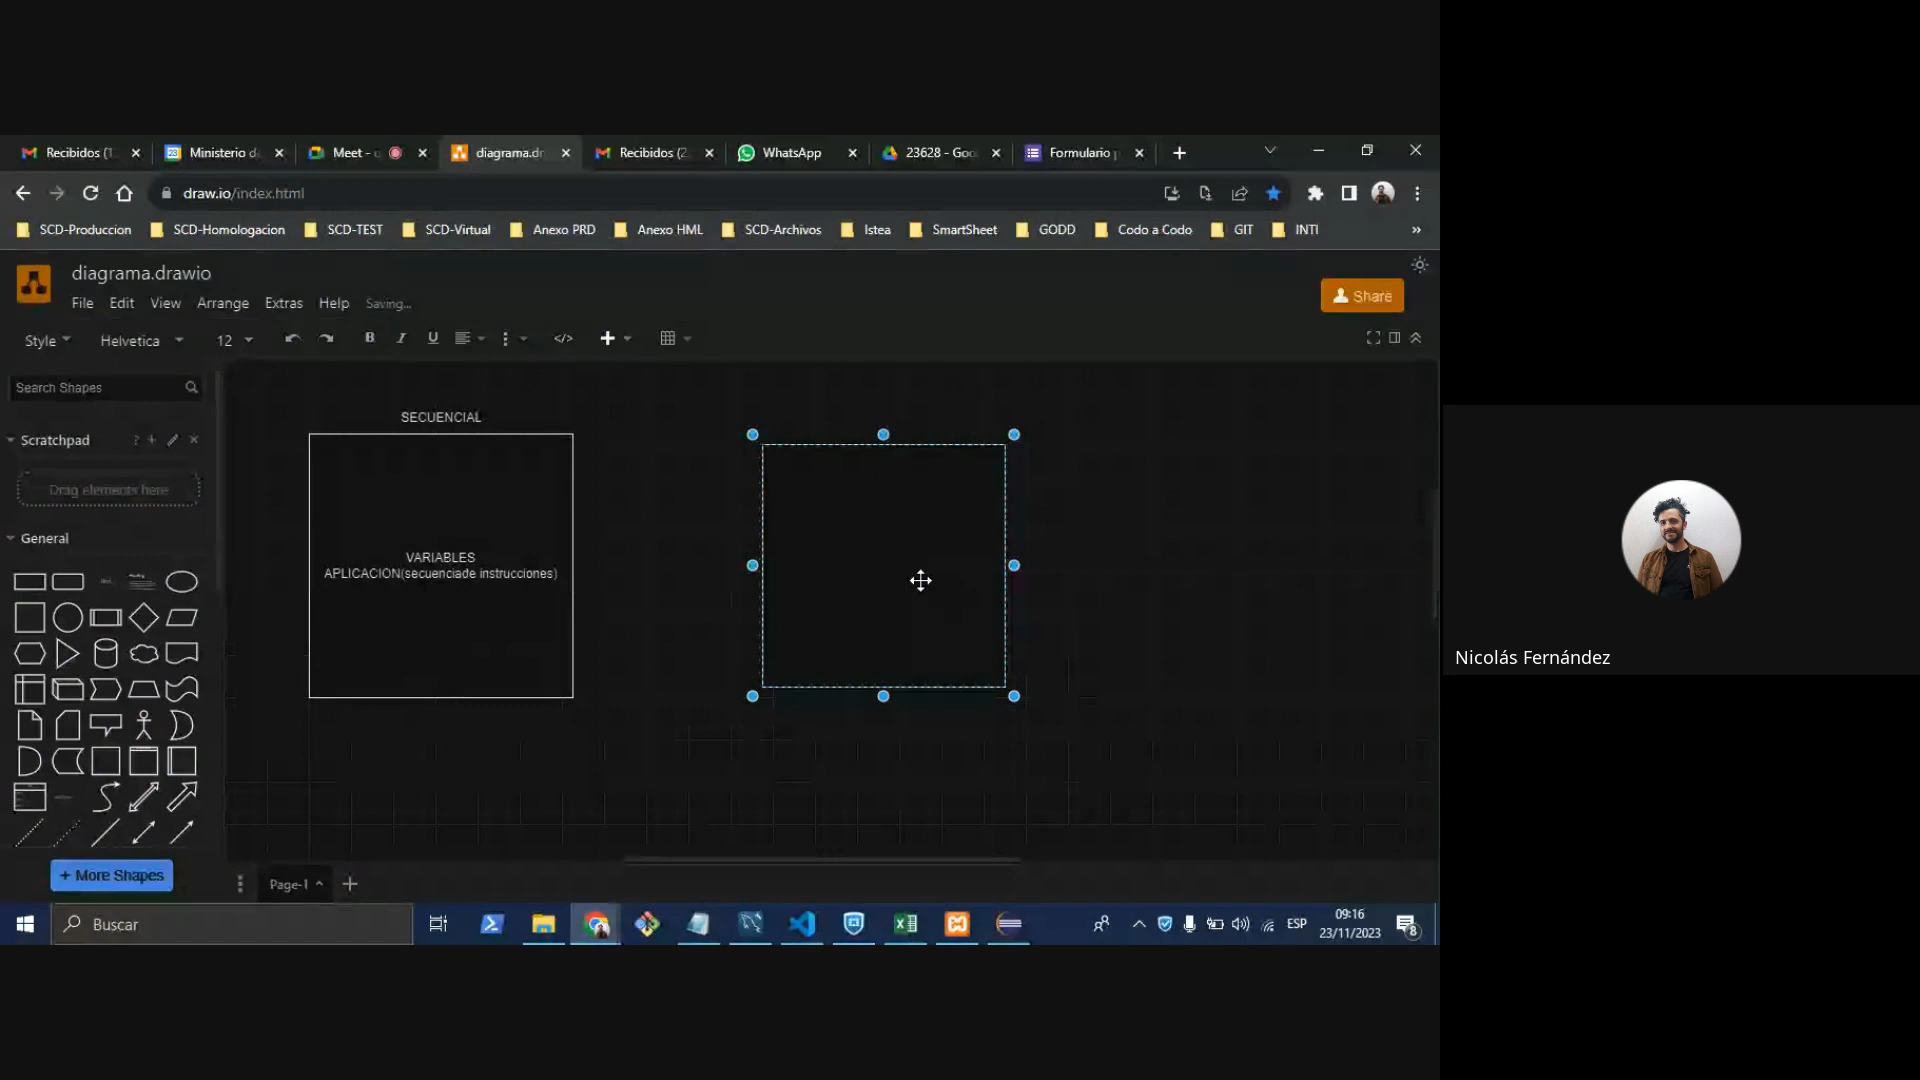 Recibidos (1
Ministerio d
Meet -
diagrama.dr
Recibidos (2
WhatsApp
23628 - Goo
Formulario p
draw.io/index.html
SCD-Produccion
SCD-Homologacion
SCD-TEST
SCD-Virtual
Anexo PRD
Anexo HML
SCD-Archivos
Istea
SmartSheet
GODD
Codo a Codo
GIT
INTI
»
diagrama.drawio
File
Edit
View
Arrange
Extras
Help
Saving...
Share
Style
Helvetica
12
B
I
U
Search Shapes
Scratchpad
?
Drag elements here
General
SECUENCIAL
VARIABLES
APLICACION(secuenciade instrucciones)
Nicolás Fernández
+ More Shapes
Page-1
Buscar
ESP
09:16
23/11/2023
8